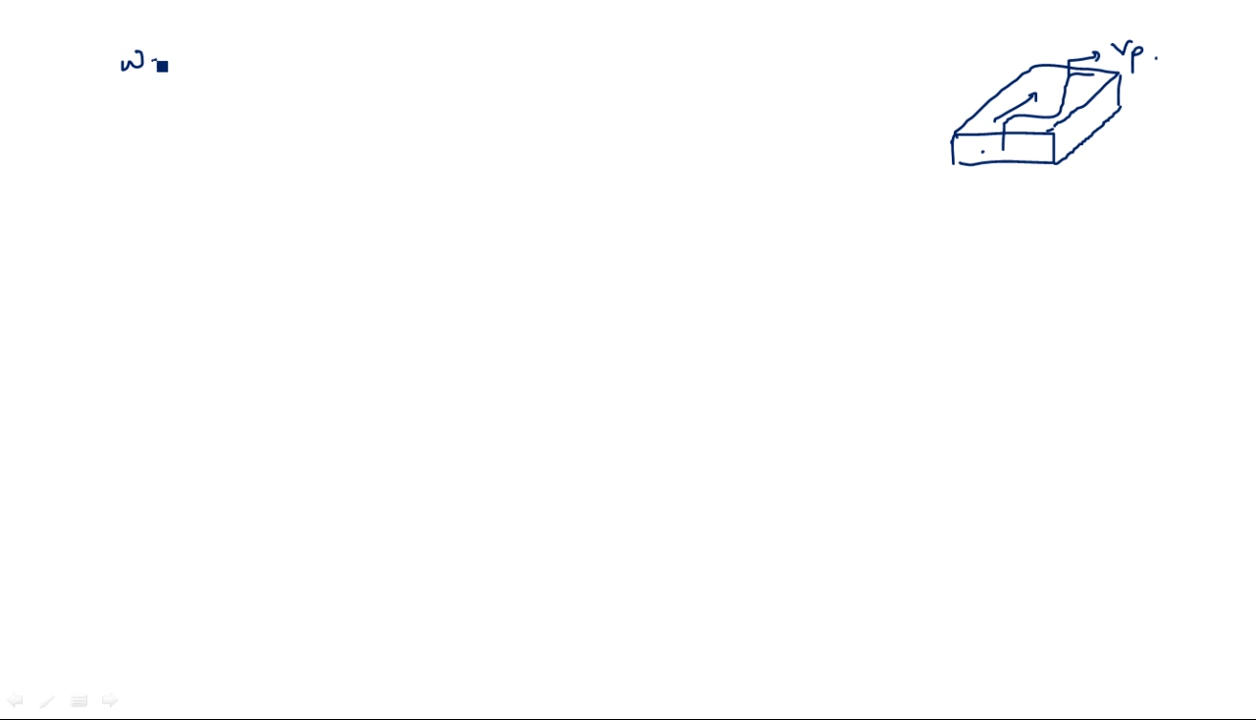 ω =
Vp.